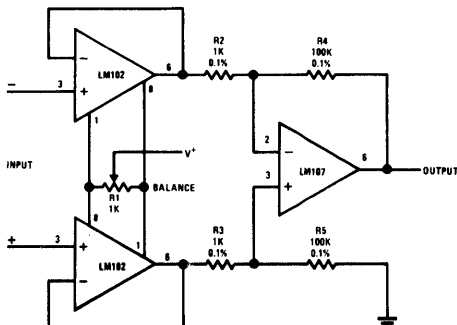 R2
1K
0.1%
R4
100K
0.1%
−
3
+
LM102
6
8
1
−
V+
INPUT
R1
1K
BALANCE
2
−
LM107
6
OUTPUT
3
+
8
1
+
3
+
LM102
6
−
R3
1K
0.1%
R5
100K
0.1%